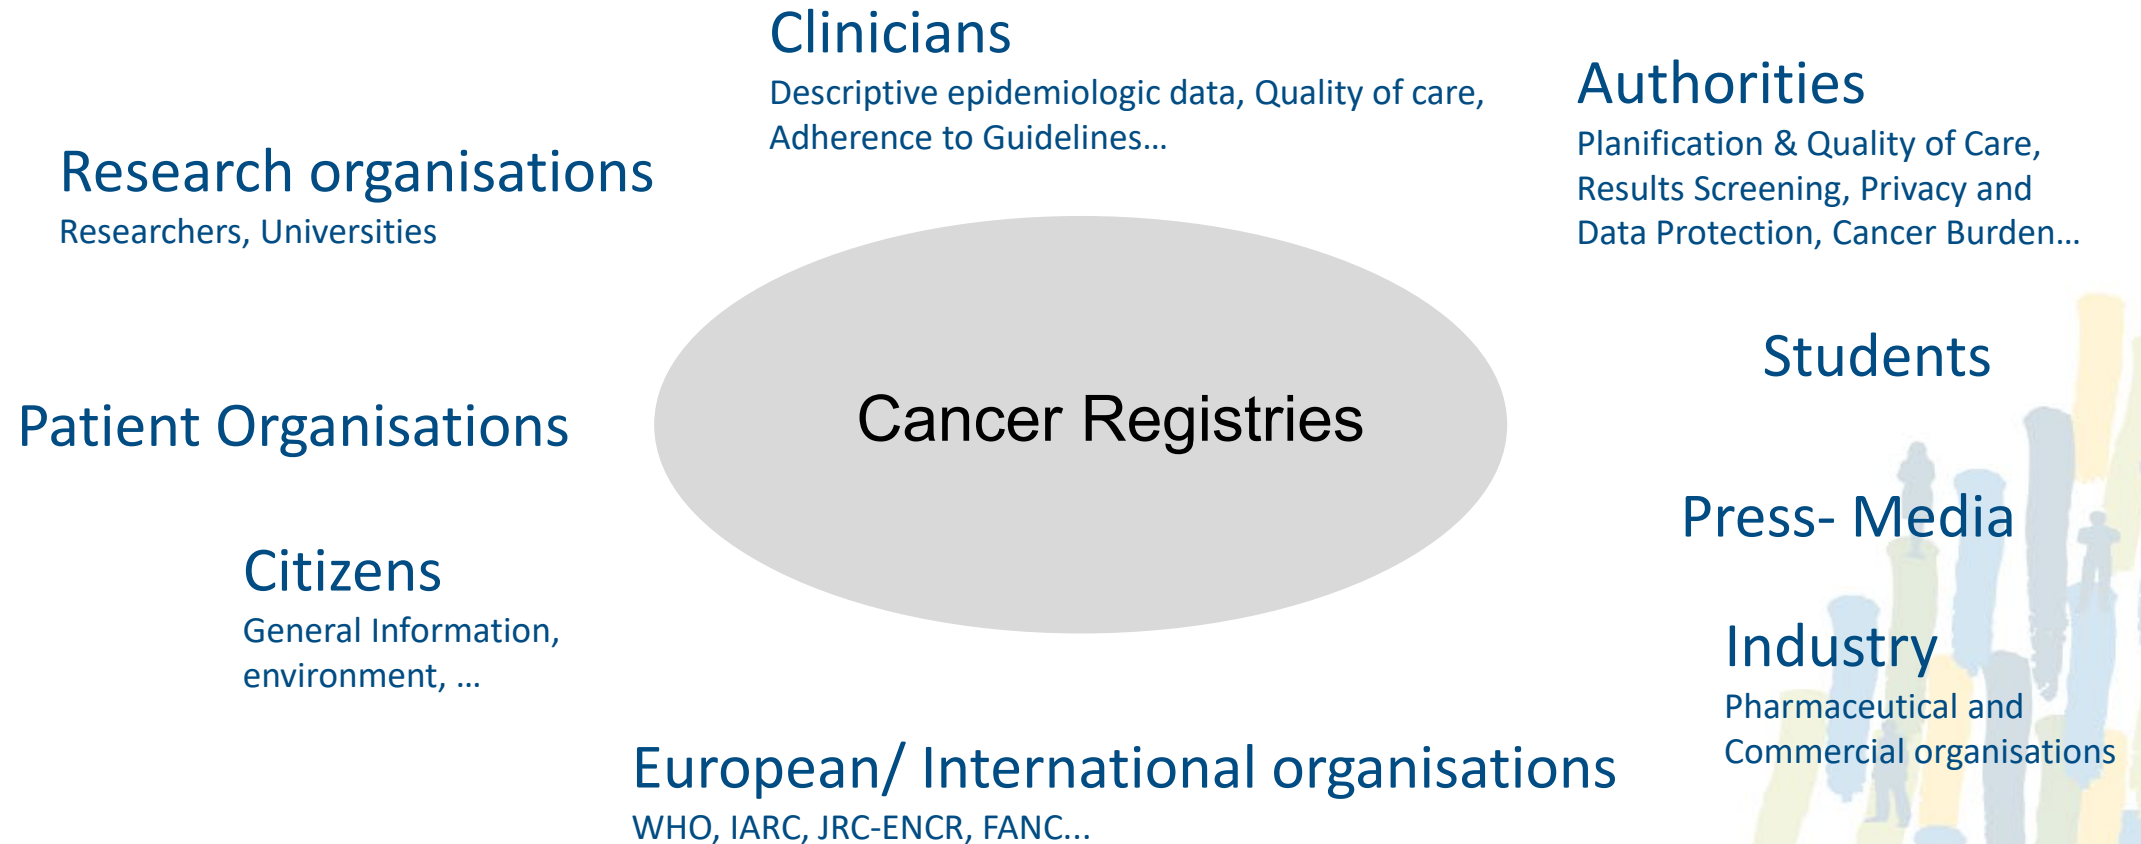 Clinicians
Descriptive epidemiologic data, Quality of care,
Adherence to Guidelines…
Authorities
Planification & Quality of Care,
Results Screening, Privacy and
Data Protection, Cancer Burden…
Research organisations
Researchers, Universities
Students
Patient Organisations
Cancer Registries
Press- Media
Citizens
General Information,
environment, …
Industry
Pharmaceutical and
Commercial organisations
European/ International organisations
WHO, IARC, JRC-ENCR, FANC...